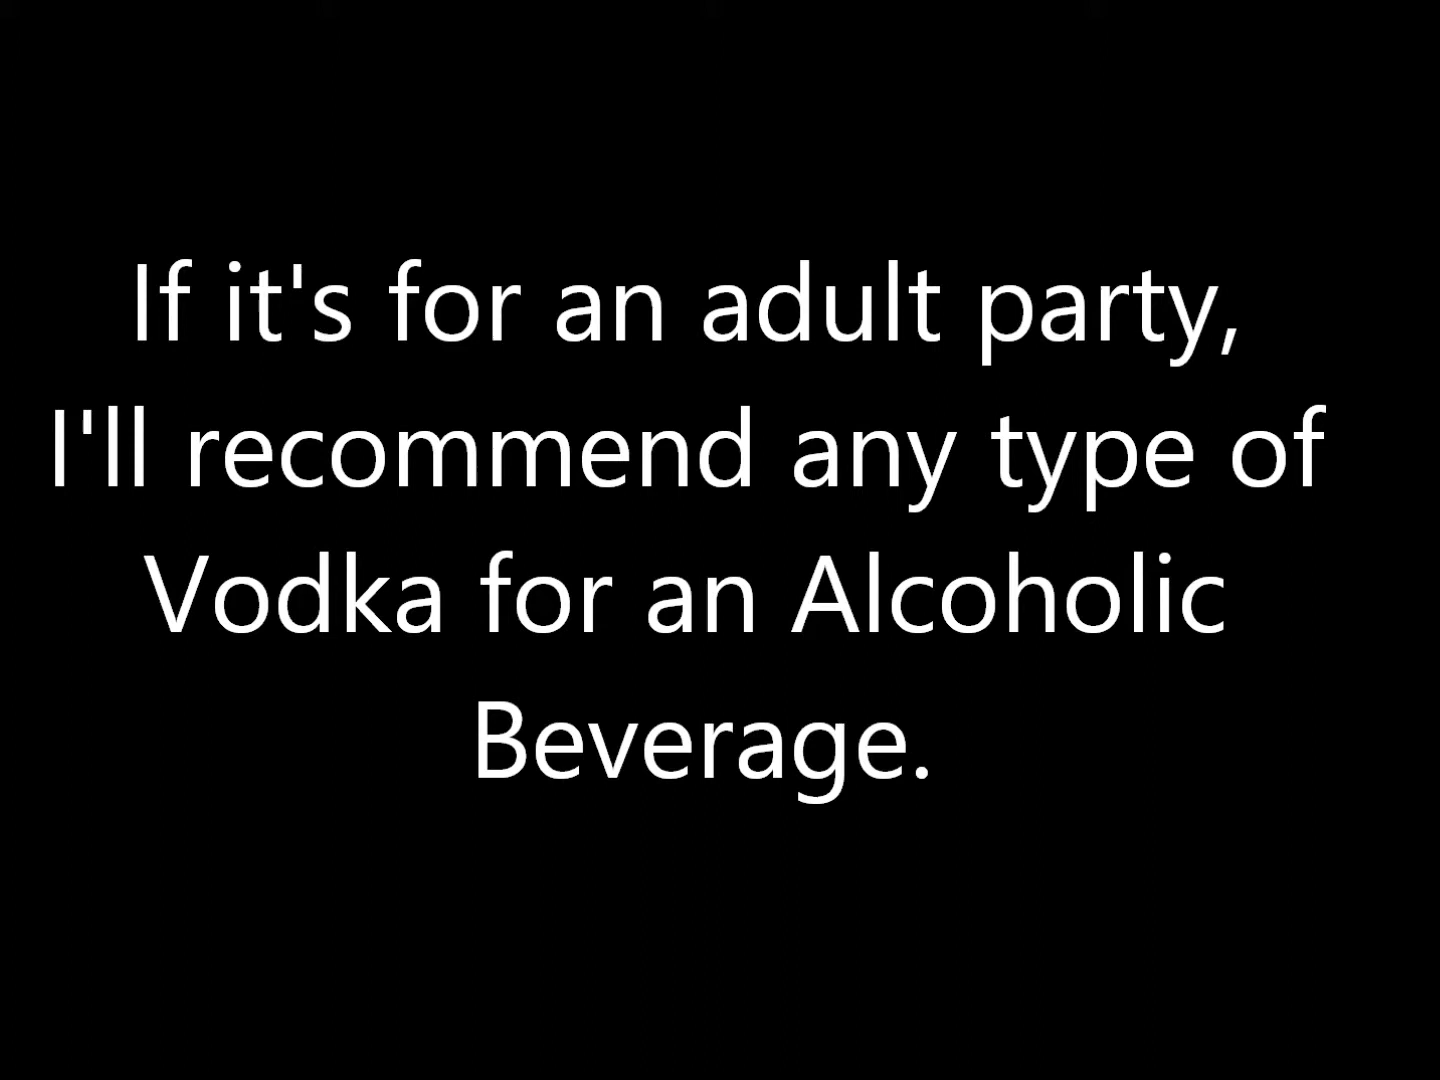 If it's for an adult party,
I'll recommend any type of
Vodka for an Alcoholic
Beverage.